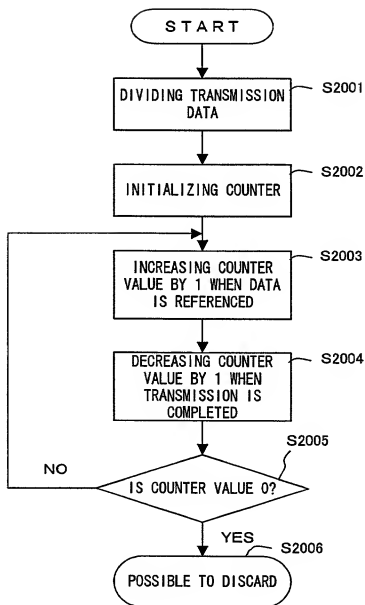 START
S2001
DIVIDING TRANSMISSION
DATA
S2002
INITIALIZING COUNTER
S2003
INCREASING COUNTER
VALUE BY 1 WHEN DATA
IS REFERENCED
S2004
DECREASING COUNTER
VALUE BY 1 WHEN
TRANSMISSION IS
COMPLETED
S2005
NO
IS COUNTER VALUE 0?
YES
S2006
POSSIBLE TO DISCARD